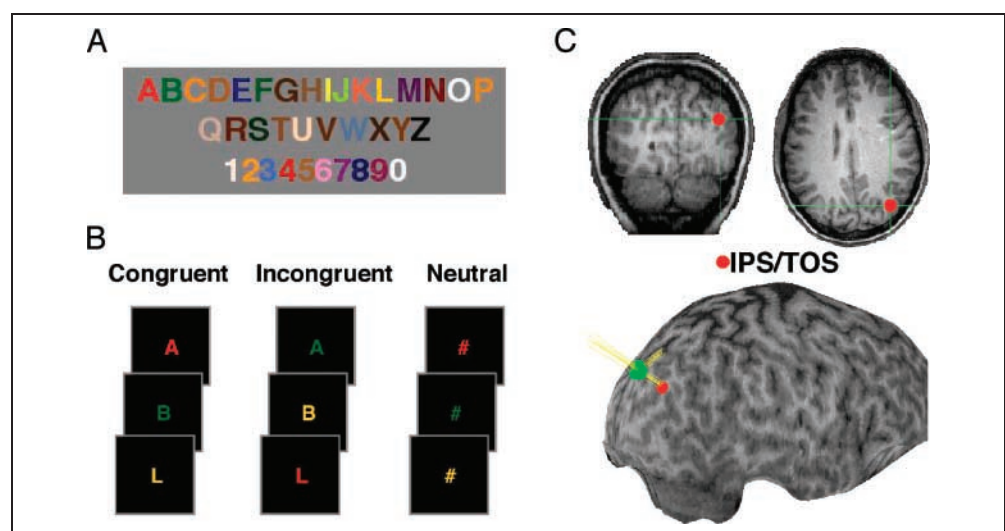 A
ABCDEFGHIJKLMNOP
QRSTUVWXYZ
1234567890
B
Congruent Incongruent Neutral
A A #
B B #
L L #
C
IPS/TOS